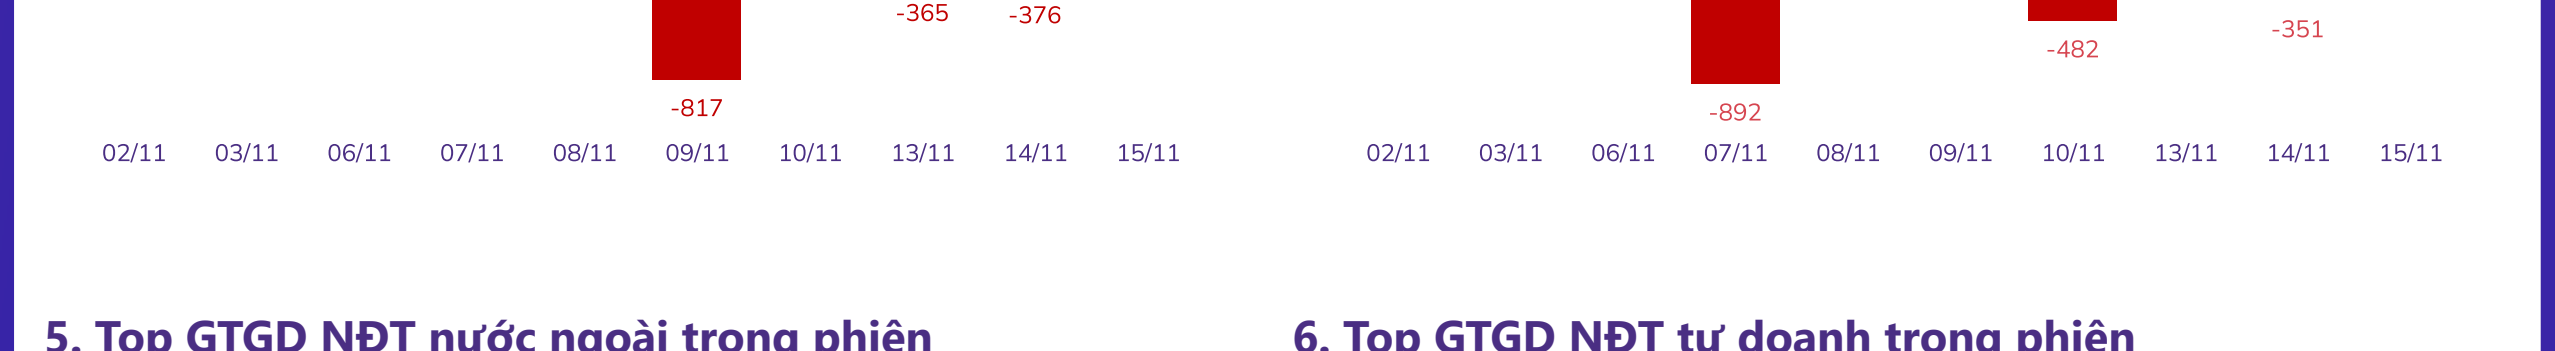 -365 -376
-817
02/11 03/11 06/11 07/11 08/11 09/11 10/11 13/11 14/11 15/11
-351
-482
-892
02/11 03/11 06/11 07/11 08/11 09/11 10/11 13/11 14/11 15/11
5. Top GTGD NĐT nước ngoài trong phiên
6. Top GTGD NĐT tự doanh trong phiên